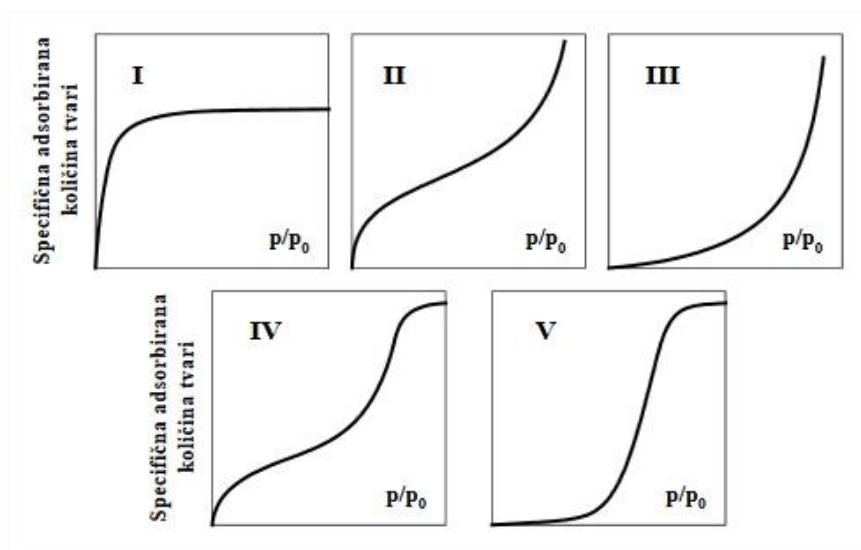 I
II
III
Specifična adsorbirana
količina tvari
p/p₀
p/p₀
p/p₀
IV
V
Specifična adsorbirana
količina tvari
p/p₀
p/p₀